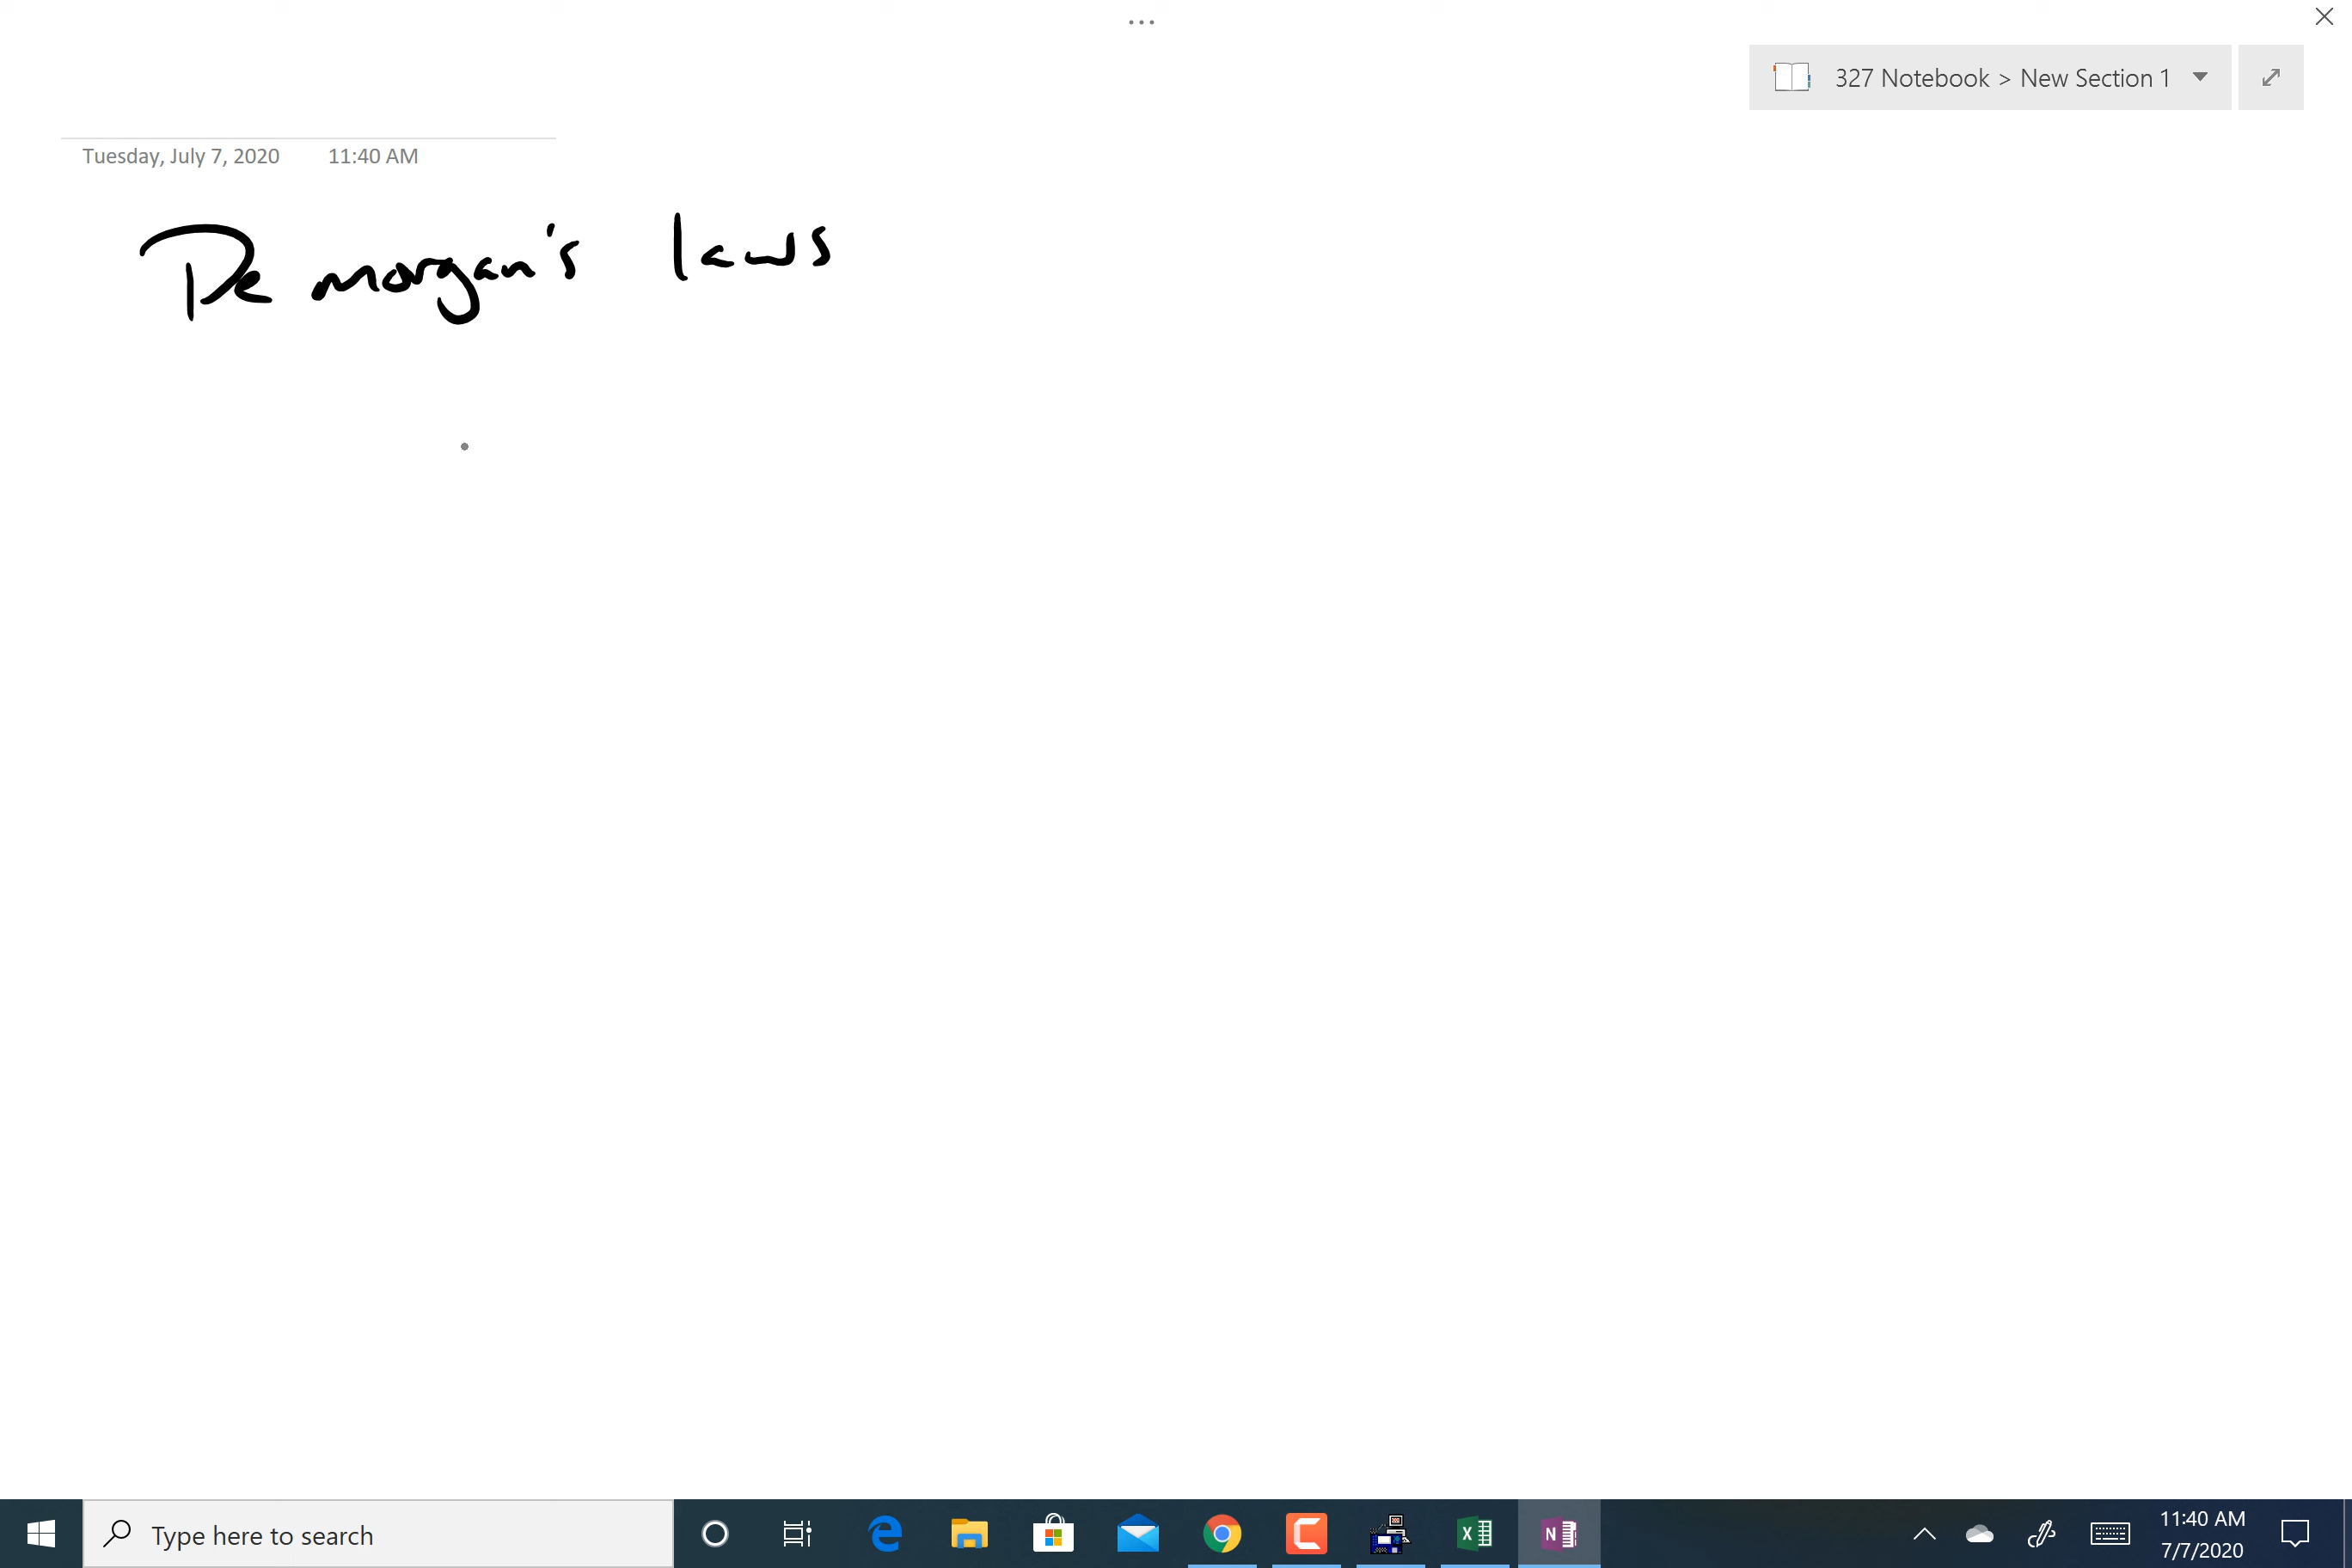 327 Notebook > New Section 1
Tuesday, July 7, 2020 11:40 AM
De morgan's laws
Type here to search
11:40 AM
7/7/2020